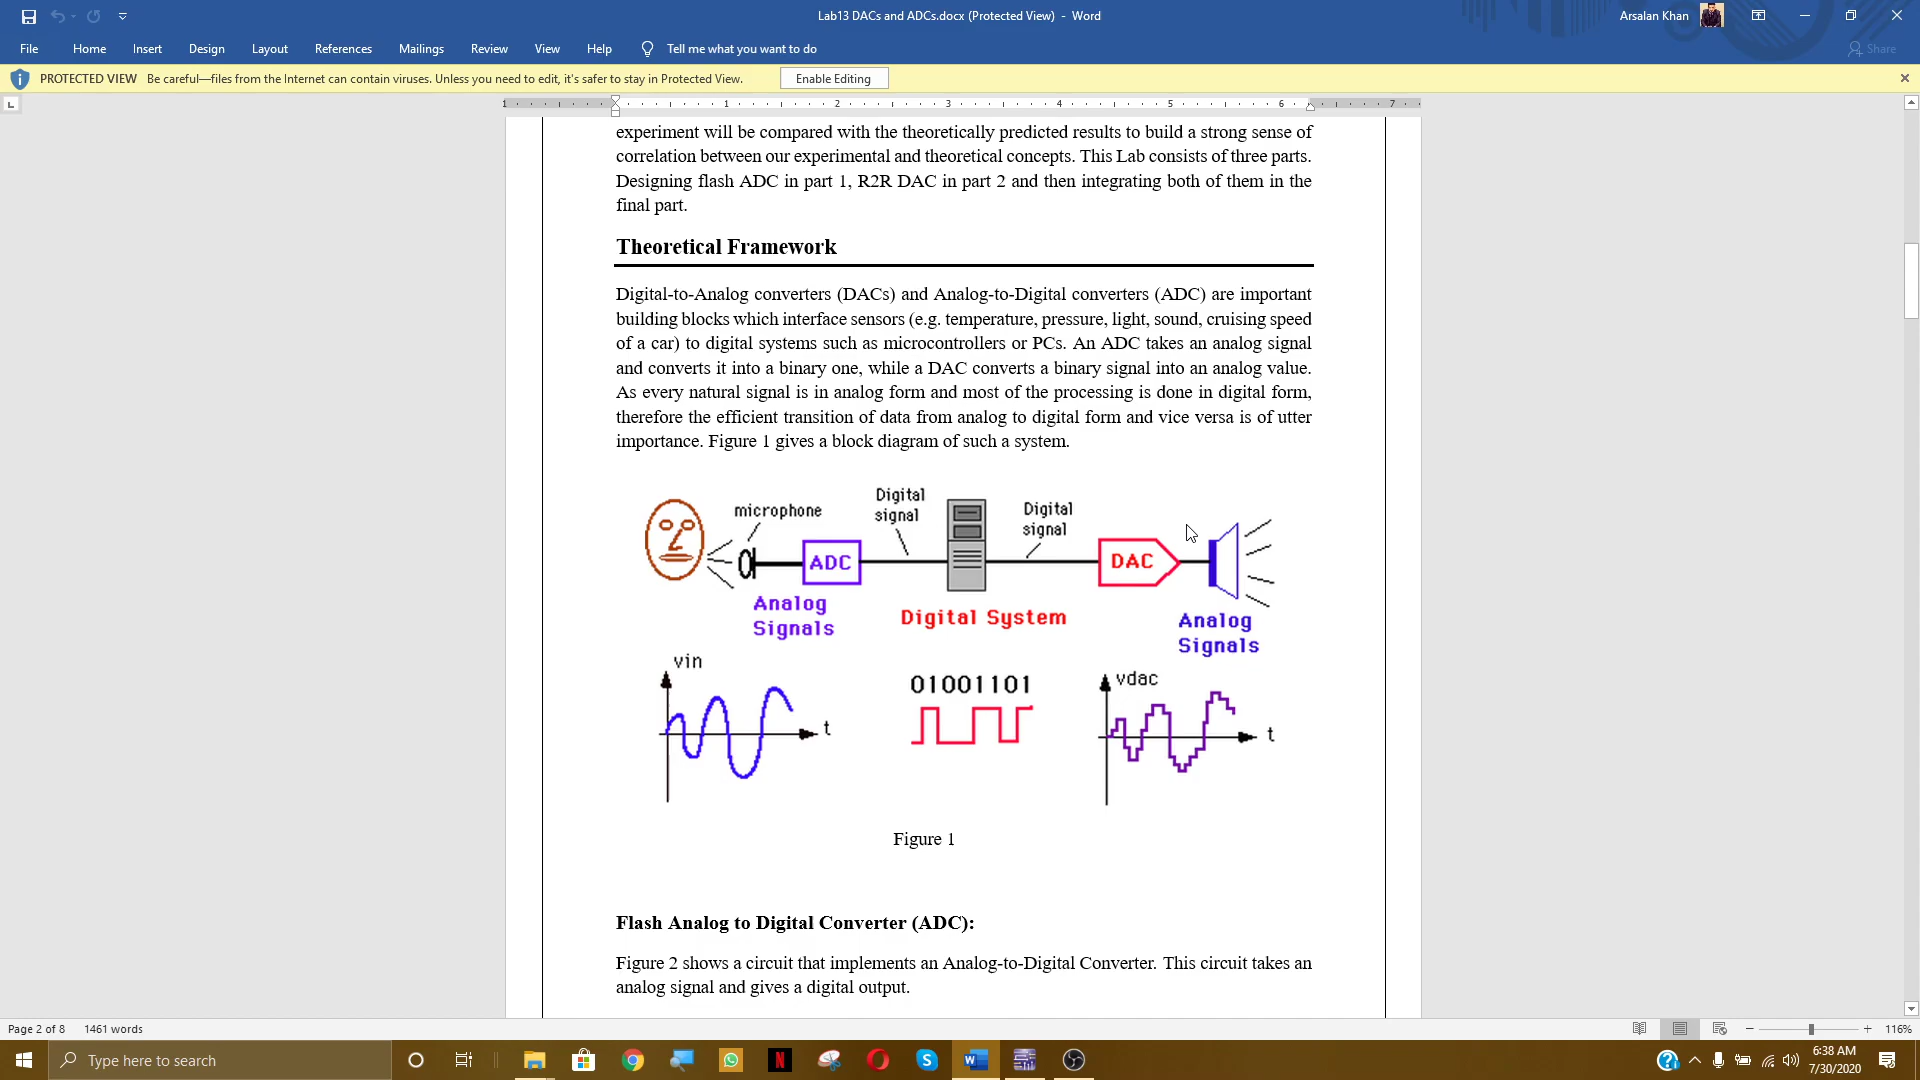 Lab13 DACs and ADCs.docx (Protected View) - Word
Arsalan Khan
File Home Insert Design Layout References Mailings Review View Help Tell me what you want to do Share
PROTECTED VIEW Be careful—files from the Internet can contain viruses. Unless you need to edit, it's safer to stay in Protected View. Enable Editing
1 1 2 3 4 5 6 7
experiment will be compared with the theoretically predicted results to build a strong sense of
correlation between our experimental and theoretical concepts. This Lab consists of three parts.
Designing flash ADC in part 1, R2R DAC in part 2 and then integrating both of them in the
final part.
Theoretical Framework
Digital-to-Analog converters (DACs) and Analog-to-Digital converters (ADC) are important
building blocks which interface sensors (e.g. temperature, pressure, light, sound, cruising speed
of a car) to digital systems such as microcontrollers or PCs. An ADC takes an analog signal
and converts it into a binary one, while a DAC converts a binary signal into an analog value.
As every natural signal is in analog form and most of the processing is done in digital form,
therefore the efficient transition of data from analog to digital form and vice versa is of utter
importance. Figure 1 gives a block diagram of such a system.
microphone
Digital
signal
Digital
signal
ADC
DAC
Analog
Signals
Digital System
Analog
Signals
vin
t
01001101
vdac
t
Figure 1
Flash Analog to Digital Converter (ADC):
Figure 2 shows a circuit that implements an Analog-to-Digital Converter. This circuit takes an
analog signal and gives a digital output.
Page 2 of 8 1461 words
116%
Type here to search
6:38 AM
7/30/2020